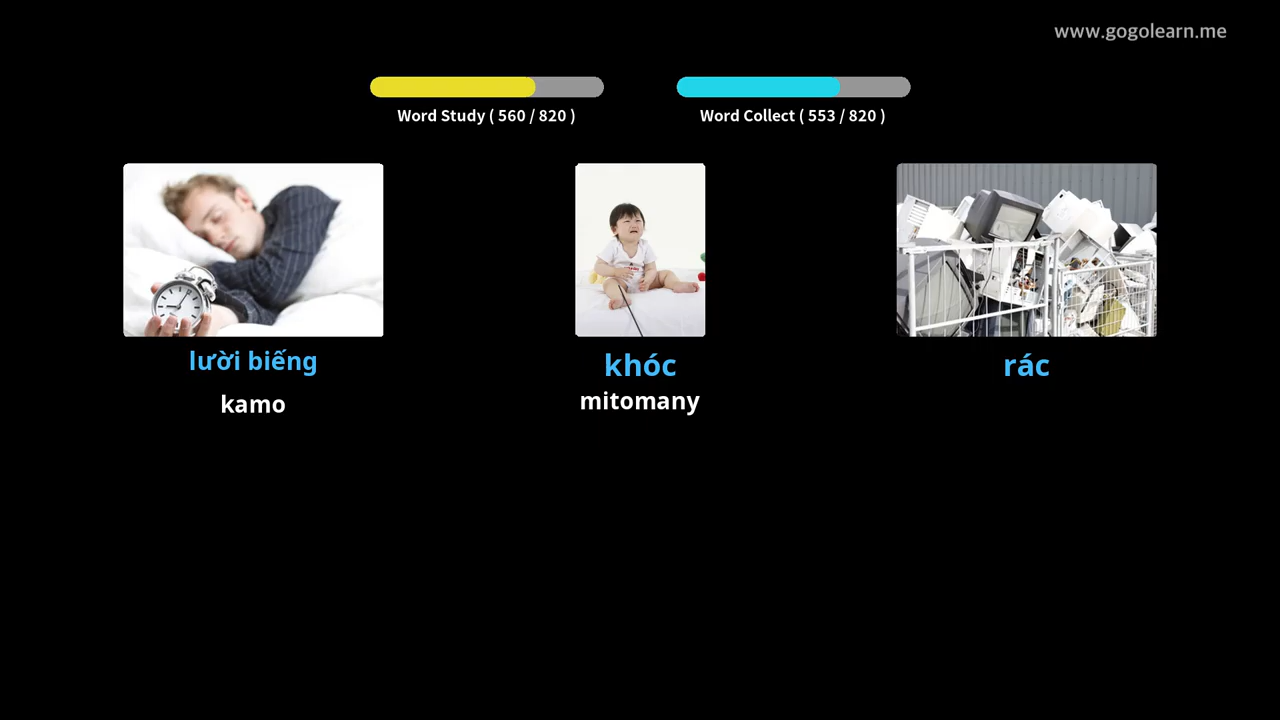 www.gogolearn.me
Word Study ( 560 / 820 )
Word Collect ( 553 / 820 )
lười biếng
khóc
rác
kamo
mitomany